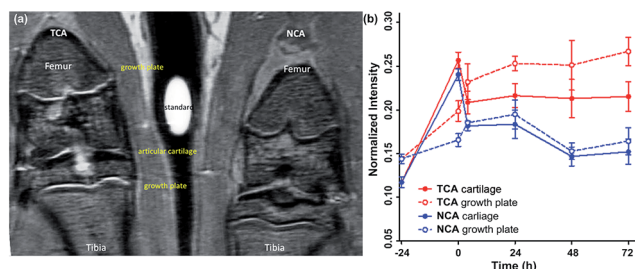 (a)
TCA
NCA
Femur
growth plate
Femur
standard
articular cartilage
growth plate
Tibia
Tibia
(b)
Normalized Intensity
0.30
0.25
0.20
0.15
0.10
0.05
TCA cartilage
TCA growth plate
NCA carliage
NCA growth plate
-24
0
24
48
72
Time (h)